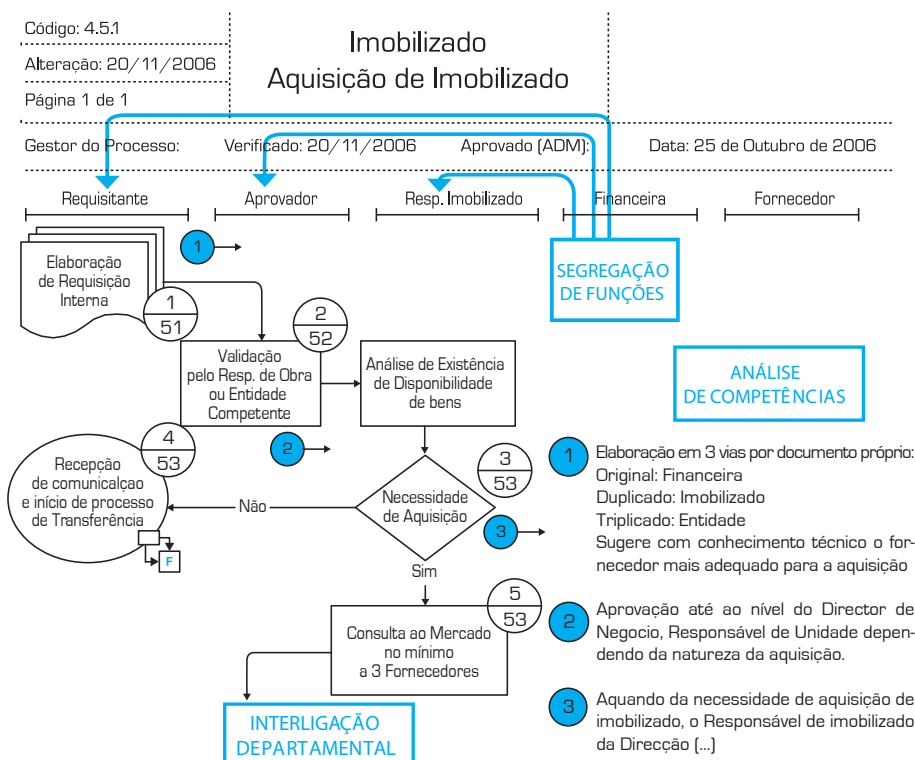 Código: 4.5.1
Alteração: 20/11/2006
Página 1 de 1
Imobilizado
Aquisição de Imobilizado
Gestor do Processo:
Verificado: 20/11/2006
Aprovado (ADM):
Data: 25 de Outubro de 2006
Requisitante
Aprovador
Resp. Imobilizado
Financeira
Fornecedor
1
Elaboração
de Requisição
Interna
1
51
SEGREGAÇÃO
DE FUNÇÕES
2
52
Validação
pelo Resp. de Obra
ou Entidade
Competente
Análise de Existência
de Disponibilidade
de bens
ANÁLISE
DE COMPETÊNCIAS
2
4
53
Recepção
de comunicalçao
e início de processo
de Transferência
F
Não
Necessidade
de Aquisição
3
53
3
Sim
5
53
Consulta ao Mercado
no mínimo
a 3 Fornecedores
INTERLIGAÇÃO
DEPARTAMENTAL
1
Elaboração em 3 vias por documento próprio:
Original: Financeira
Duplicado: Imobilizado
Triplicado: Entidade
Sugere com conhecimento técnico o for-
necedor mais adequado para a aquisição
2
Aprovação até ao nível do Director de
Negocio, Responsável de Unidade depen-
dendo da natureza da aquisição.
3
Aquando da necessidade de aquisição de
imobilizado, o Responsável de imobilizado
da Direcção (...)